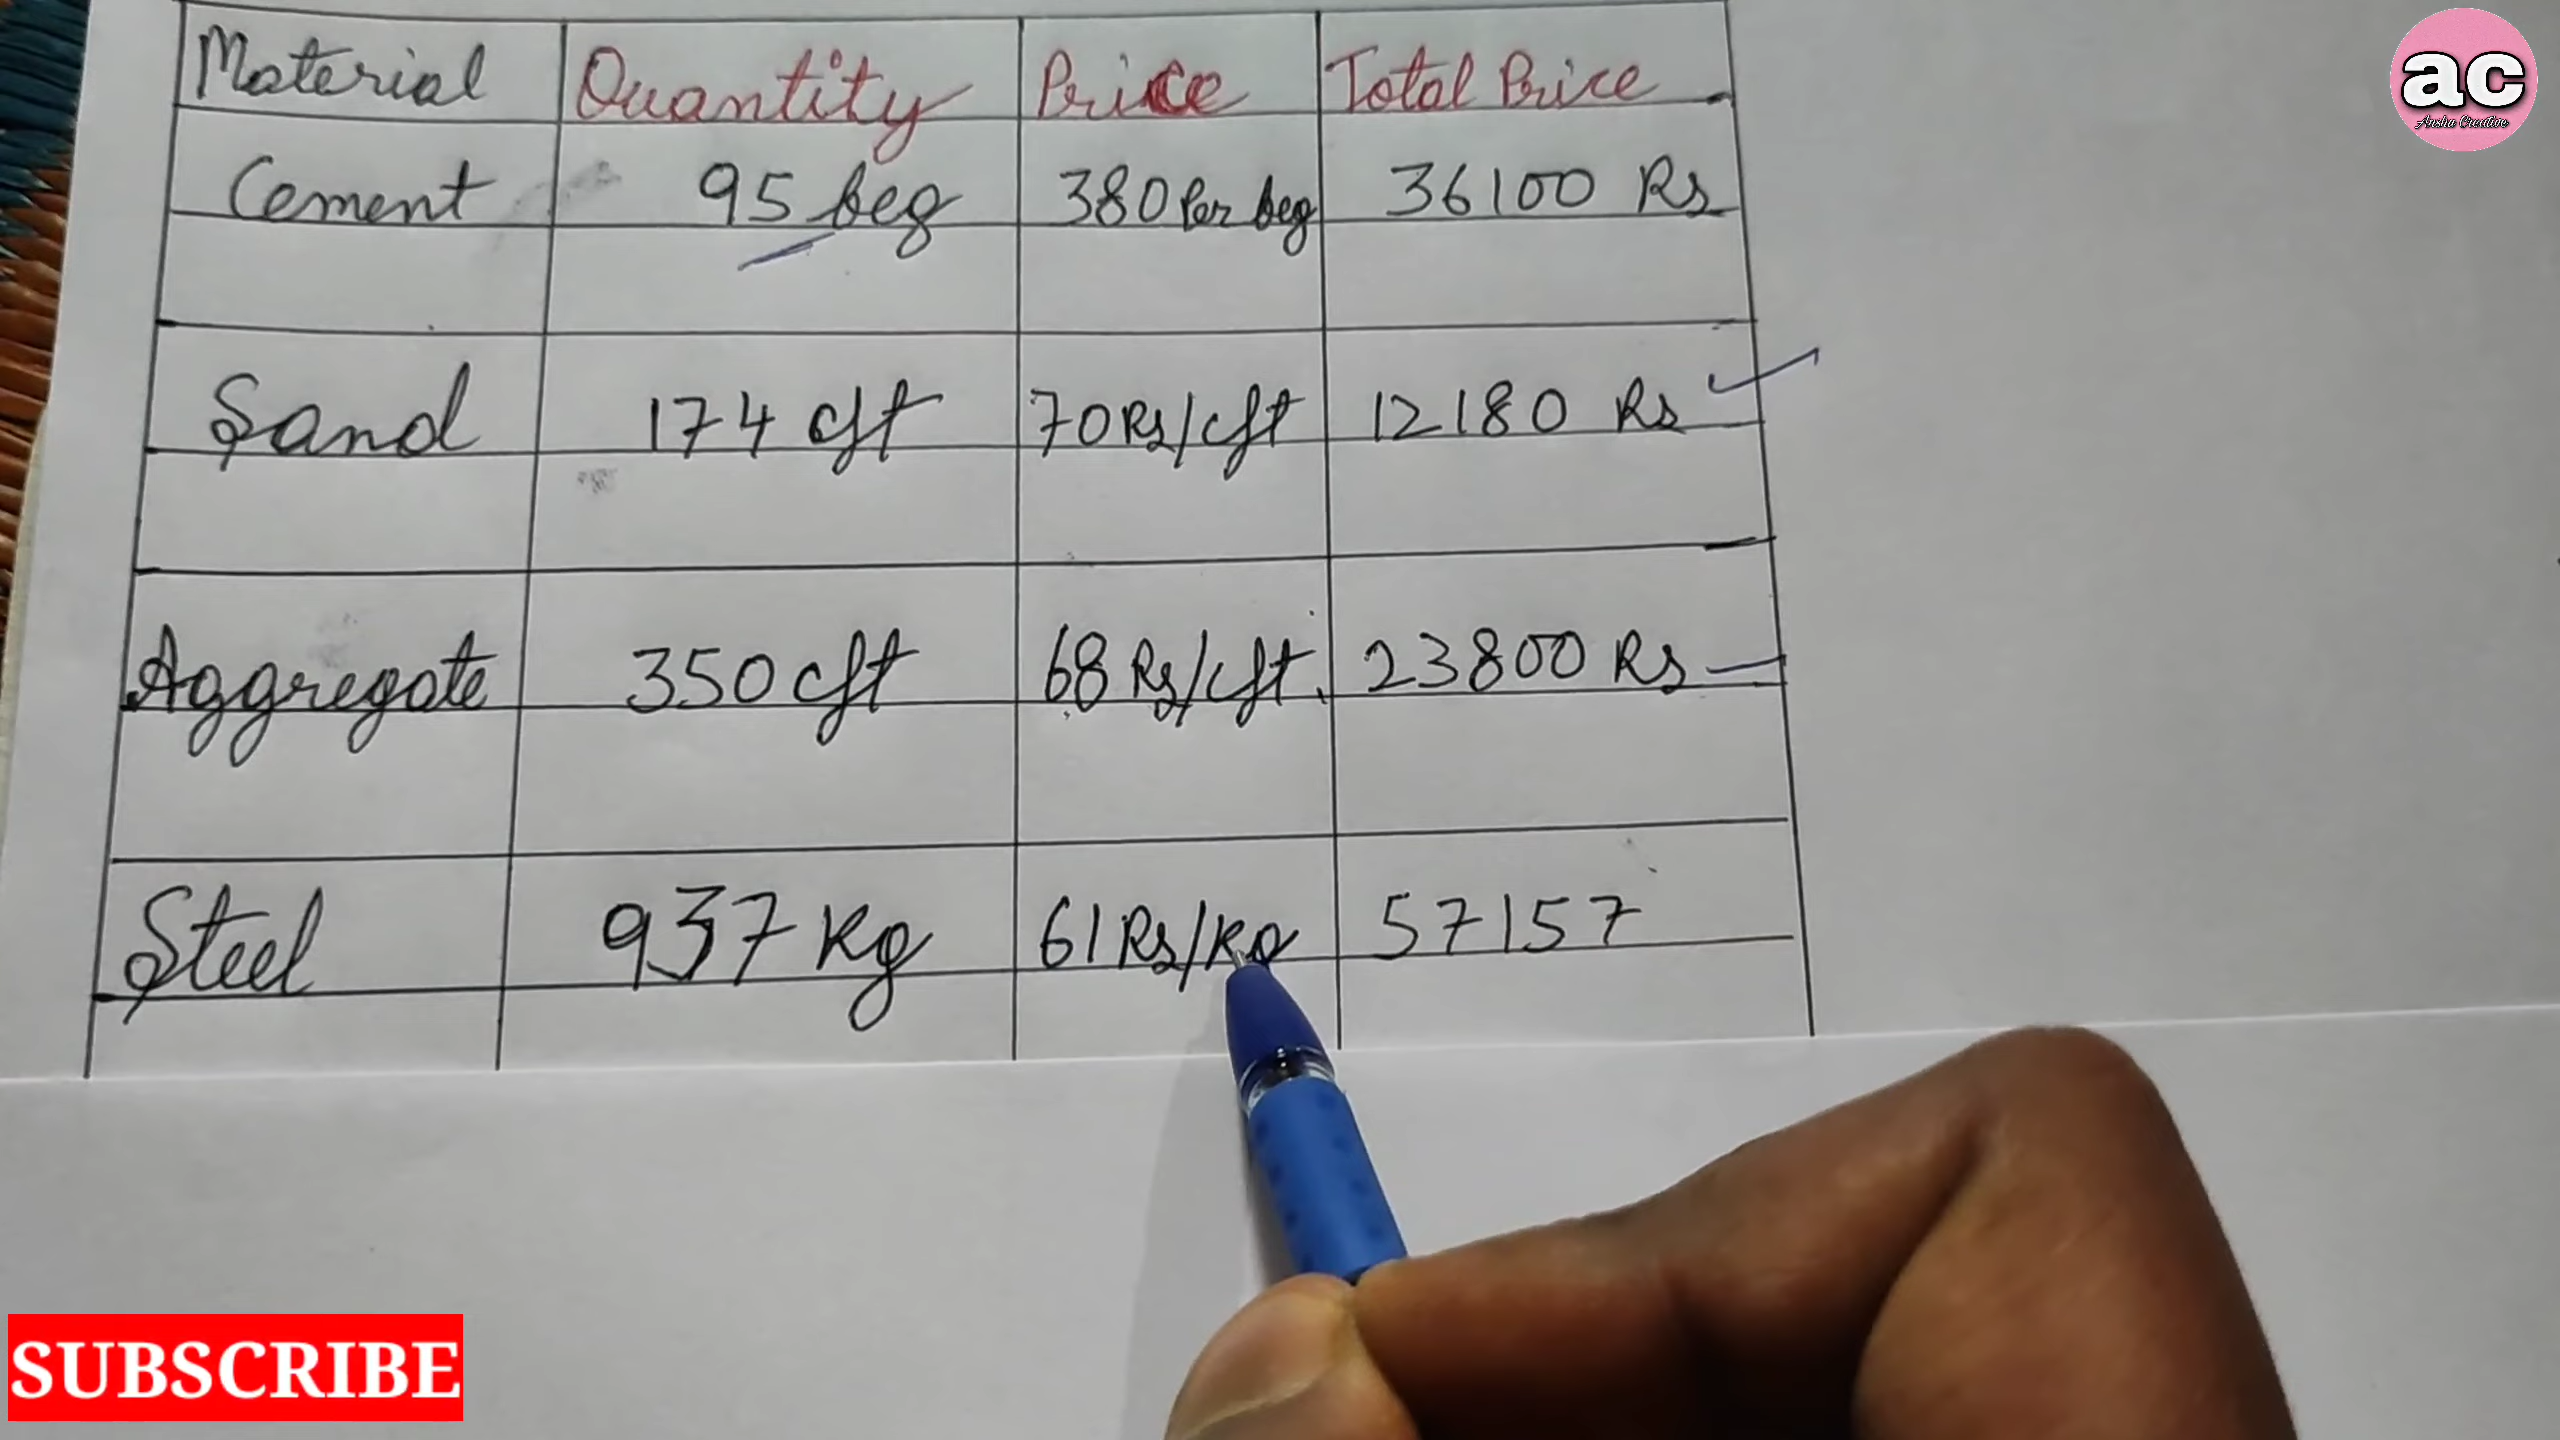 Material Quantity Price Total Price
Cement 95 beg 380 Per beg 36100 Rs
Sand 174 cft 70 Rs/cft 12180 Rs
Aggregate 350 cft 68 Rs/cft. 23800 Rs
Steel 937 Kg 61 Rs/Kg 57157
ac
Ansha Creative
SUBSCRIBE